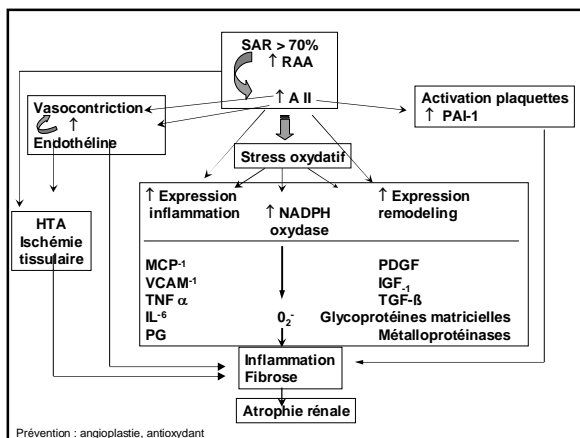 SAR > 70%
↑ RAA
↑ A II
Vasocontriction
↑
Endothéline
Activation plaquettes
↑ PAI-1
Stress oxydatif
HTA
Ischémie
tissulaire
↑ Expression
inflammation
↑ NADPH
oxydase
↑ Expression
remodeling
MCP-1
VCAM-1
TNF α
IL-6
PG
0₂-
PDGF
IGF-1
TGF-ß
Glycoprotéines matricielles
Métalloprotéinases
Inflammation
Fibrose
Atrophie rénale
Prévention : angioplastie, antioxydant